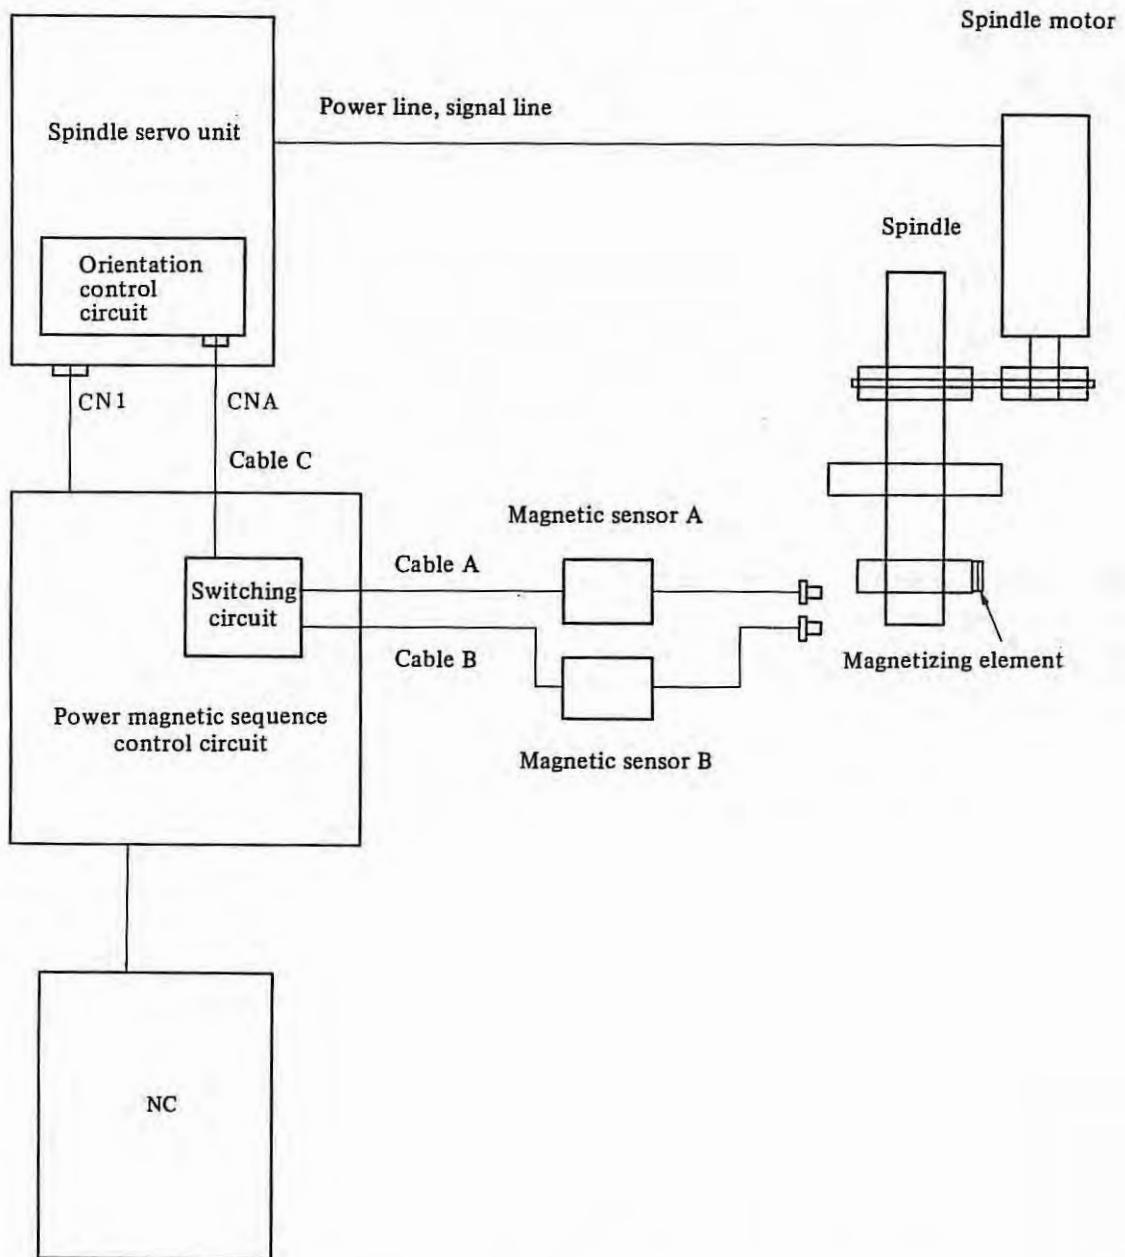 Spindle motor
Power line, signal line
Spindle servo unit
Spindle
Orientation
control
circuit
CN1
CNA
Cable C
Magnetic sensor A
Cable A
Switching
circuit
Cable B
Magnetizing element
Power magnetic sequence
control circuit
Magnetic sensor B
NC